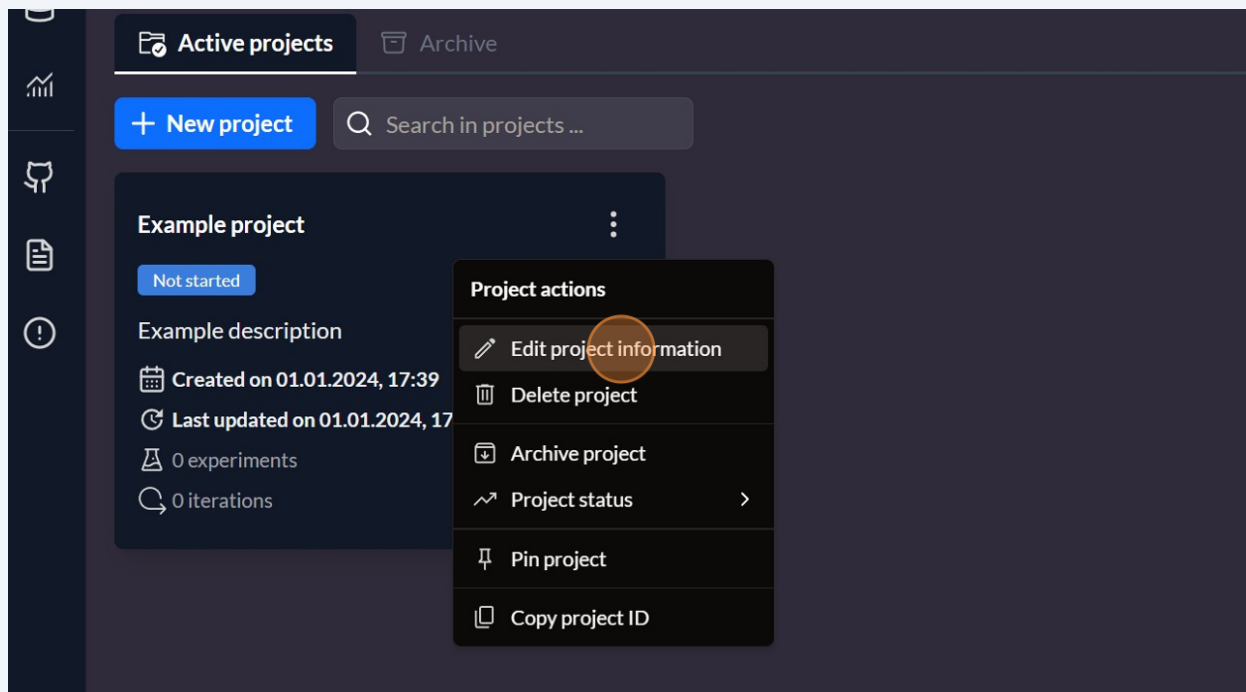 Active projects
Archive
New project
Search in projects ...
Example project
Not started
Example description
Created on 01.01.2024, 17:39
Last updated on 01.01.2024, 17
0 experiments
0 iterations
Project actions
Edit project information
Delete project
Archive project
Project status
Pin project
Copy project ID